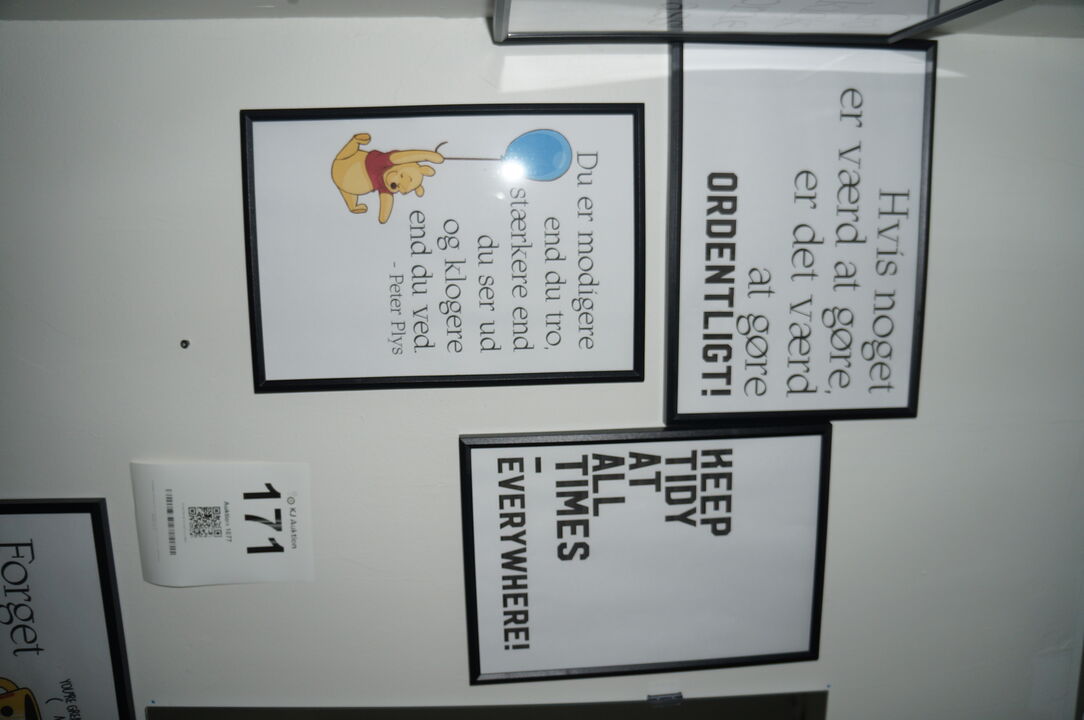 Hvis noget
er værd at gøre,
er det værd
at gøre
ORDENTLIGT!
Du er modigere
end du tro,
stærkere end
du ser ud
og klogere
end du ved.
- Peter Plys
KEEP
TIDY
AT
ALL
TIMES
–
EVERYWHERE!
KJ Auktion
171
Auktion 1077
Forget
YOU'RE